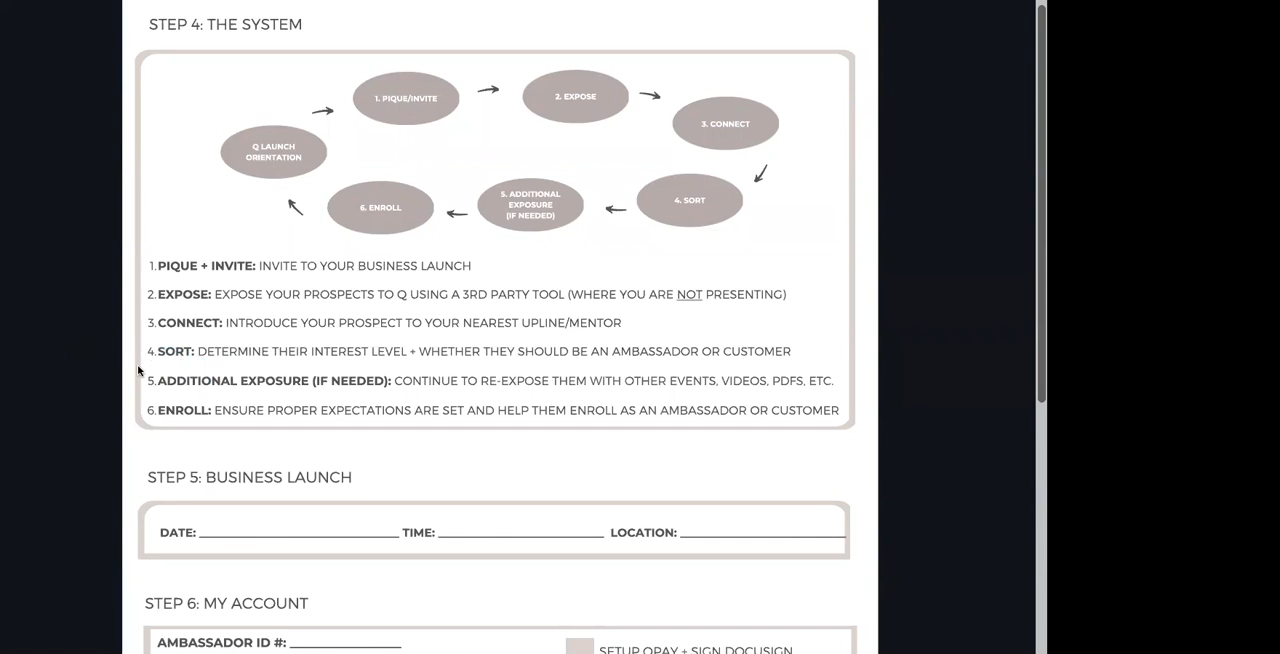 STEP 4: THE SYSTEM
1. PIQUE/INVITE
2. EXPOSE
3. CONNECT
Q LAUNCH
ORIENTATION
6. ENROLL
5. ADDITIONAL
EXPOSURE
(IF NEEDED)
4. SORT
1. PIQUE + INVITE: INVITE TO YOUR BUSINESS LAUNCH
2. EXPOSE: EXPOSE YOUR PROSPECTS TO Q USING A 3RD PARTY TOOL (WHERE YOU ARE NOT PRESENTING)
3. CONNECT: INTRODUCE YOUR PROSPECT TO YOUR NEAREST UPLINE/MENTOR
4. SORT: DETERMINE THEIR INTEREST LEVEL + WHETHER THEY SHOULD BE AN AMBASSADOR OR CUSTOMER
5. ADDITIONAL EXPOSURE (IF NEEDED): CONTINUE TO RE-EXPOSE THEM WITH OTHER EVENTS, VIDEOS, PDFS, ETC.
6. ENROLL: ENSURE PROPER EXPECTATIONS ARE SET AND HELP THEM ENROLL AS AN AMBASSADOR OR CUSTOMER
STEP 5: BUSINESS LAUNCH
DATE: ______ TIME: ______ LOCATION: ______
STEP 6: MY ACCOUNT
AMBASSADOR ID #: ______
SETUP QPAY + SIGN DOCUSIGN